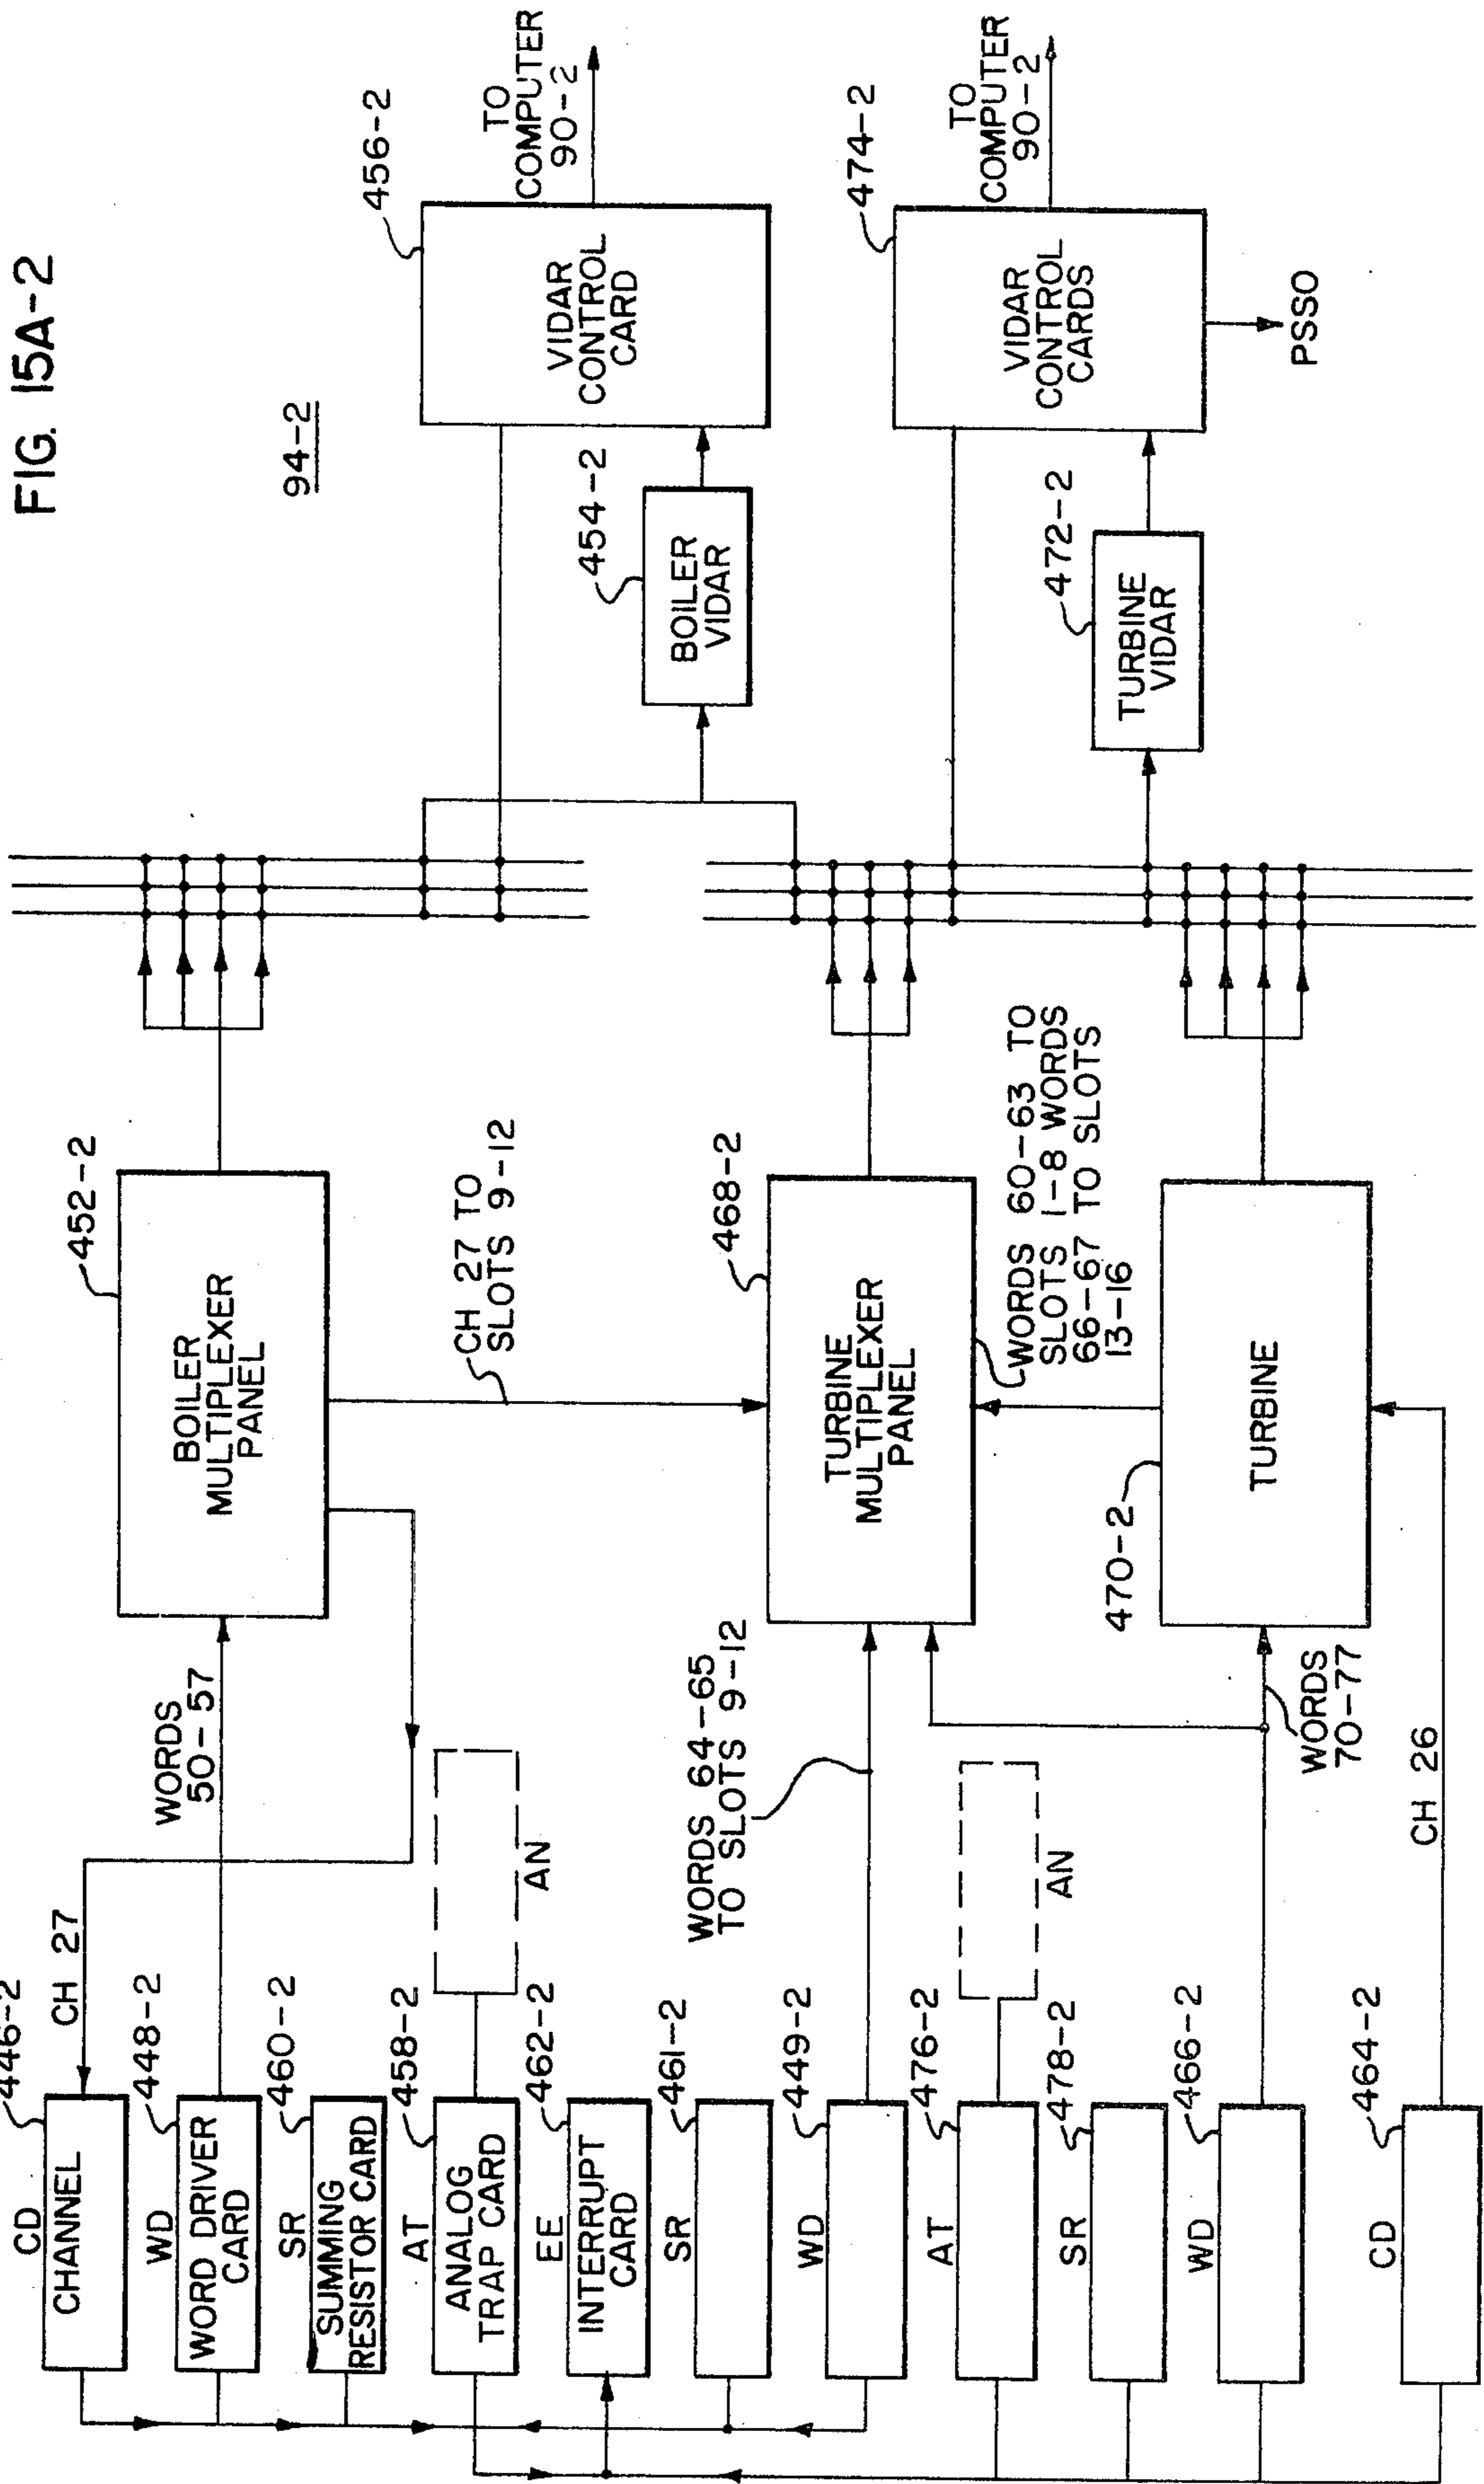 FIG. 15A-2
94-2
446-2
CD
CHANNEL
CH 27
WD
448-2
WORD DRIVER
CARD
WORDS
50-57
452-2
BOILER
MULTIPLEXER
PANEL
SR
460-2
SUMMING
RESISTOR CARD
AT
458-2
ANALOG
TRAP CARD
AN
EE
462-2
INTERRUPT
CARD
CH 27 TO
SLOTS 9-12
454-2
BOILER
VIDAR
456-2
VIDAR
CONTROL
CARD
TO
COMPUTER
90-2
SR
461-2
WD
449-2
WORDS 64-65
TO SLOTS 9-12
468-2
TURBINE
MULTIPLEXER
PANEL
WORDS 60-63 TO
SLOTS 1-8 WORDS
66-67 TO SLOTS
13-16
AT
476-2
AN
SR
478-2
WD
466-2
WORDS
70-77
470-2
TURBINE
472-2
TURBINE
VIDAR
474-2
VIDAR
CONTROL
CARDS
TO
COMPUTER
90-2
PSSO
CD
464-2
CH 26